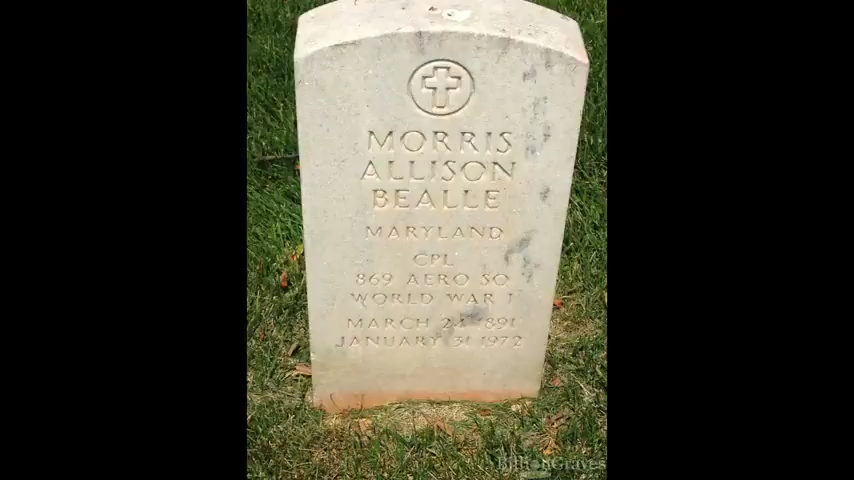 MORRIS
ALLISON
BEALLE
MARYLAND
CPL
869 AERO SQ
WORLD WAR I
MARCH 24 1891
JANUARY 31 1972
BillionGraves